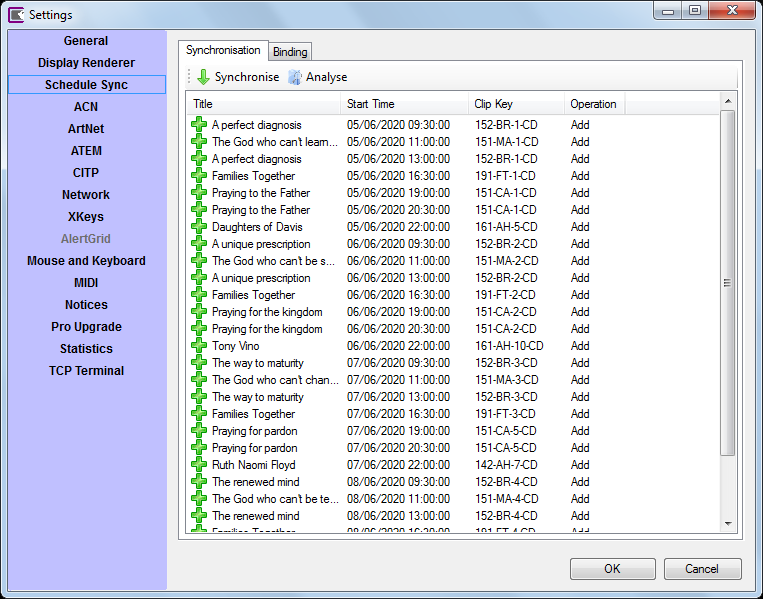 Settings
General
Display Renderer
Schedule Sync
ACN
ArtNet
ATEM
CITP
Network
XKeys
AlertGrid
Mouse and Keyboard
MIDI
Notices
Pro Upgrade
Statistics
TCP Terminal
Synchronisation Binding
Synchronise Analyse
Title Start Time Clip Key Operation
A perfect diagnosis 05/06/2020 09:30:00 152-BR-1-CD Add
The God who can't learn... 05/06/2020 11:00:00 151-MA-1-CD Add
A perfect diagnosis 05/06/2020 13:00:00 152-BR-1-CD Add
Families Together 05/06/2020 16:30:00 191-FT-1-CD Add
Praying to the Father 05/06/2020 19:00:00 151-CA-1-CD Add
Praying to the Father 05/06/2020 20:30:00 151-CA-1-CD Add
Daughters of Davis 05/06/2020 22:00:00 161-AH-5-CD Add
A unique prescription 06/06/2020 09:30:00 152-BR-2-CD Add
The God who can't be s... 06/06/2020 11:00:00 151-MA-2-CD Add
A unique prescription 06/06/2020 13:00:00 152-BR-2-CD Add
Families Together 06/06/2020 16:30:00 191-FT-2-CD Add
Praying for the kingdom 06/06/2020 19:00:00 151-CA-2-CD Add
Praying for the kingdom 06/06/2020 20:30:00 151-CA-2-CD Add
Tony Vino 06/06/2020 22:00:00 161-AH-10-CD Add
The way to maturity 07/06/2020 09:30:00 152-BR-3-CD Add
The God who can't chan... 07/06/2020 11:00:00 151-MA-3-CD Add
The way to maturity 07/06/2020 13:00:00 152-BR-3-CD Add
Families Together 07/06/2020 16:30:00 191-FT-3-CD Add
Praying for pardon 07/06/2020 19:00:00 151-CA-5-CD Add
Praying for pardon 07/06/2020 20:30:00 151-CA-5-CD Add
Ruth Naomi Floyd 07/06/2020 22:00:00 142-AH-7-CD Add
The renewed mind 08/06/2020 09:30:00 152-BR-4-CD Add
The God who can't be te... 08/06/2020 11:00:00 151-MA-4-CD Add
The renewed mind 08/06/2020 13:00:00 152-BR-4-CD Add
Families Together 08/06/2020 16:30:00 191-FT-4-CD Add
OK Cancel